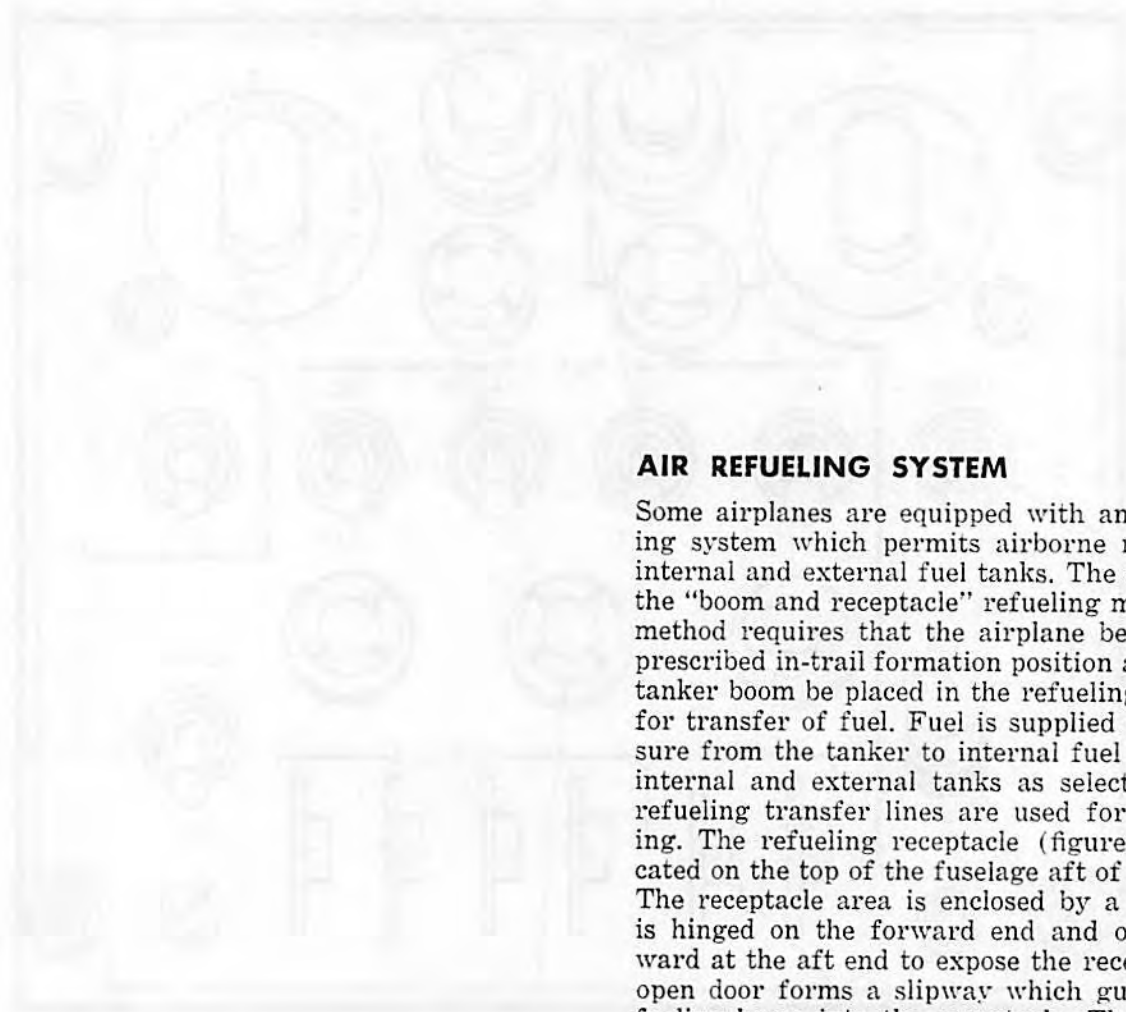 AIR REFUELING SYSTEM
Some airplanes are equipped with an
ing system which permits airborne
internal and external fuel tanks. The
the “boom and receptacle” refueling
method requires that the airplane be
prescribed in-trail formation position
tanker boom be placed in the refueling
for transfer of fuel. Fuel is supplied
sure from the tanker to internal fuel
internal and external tanks as select
refueling transfer lines are used for
ing. The refueling receptacle (figure
cated on the top of the fuselage aft of
The receptacle area is enclosed by a
is hinged on the forward end and
ward at the aft end to expose the rec
open door forms a slipway which gu